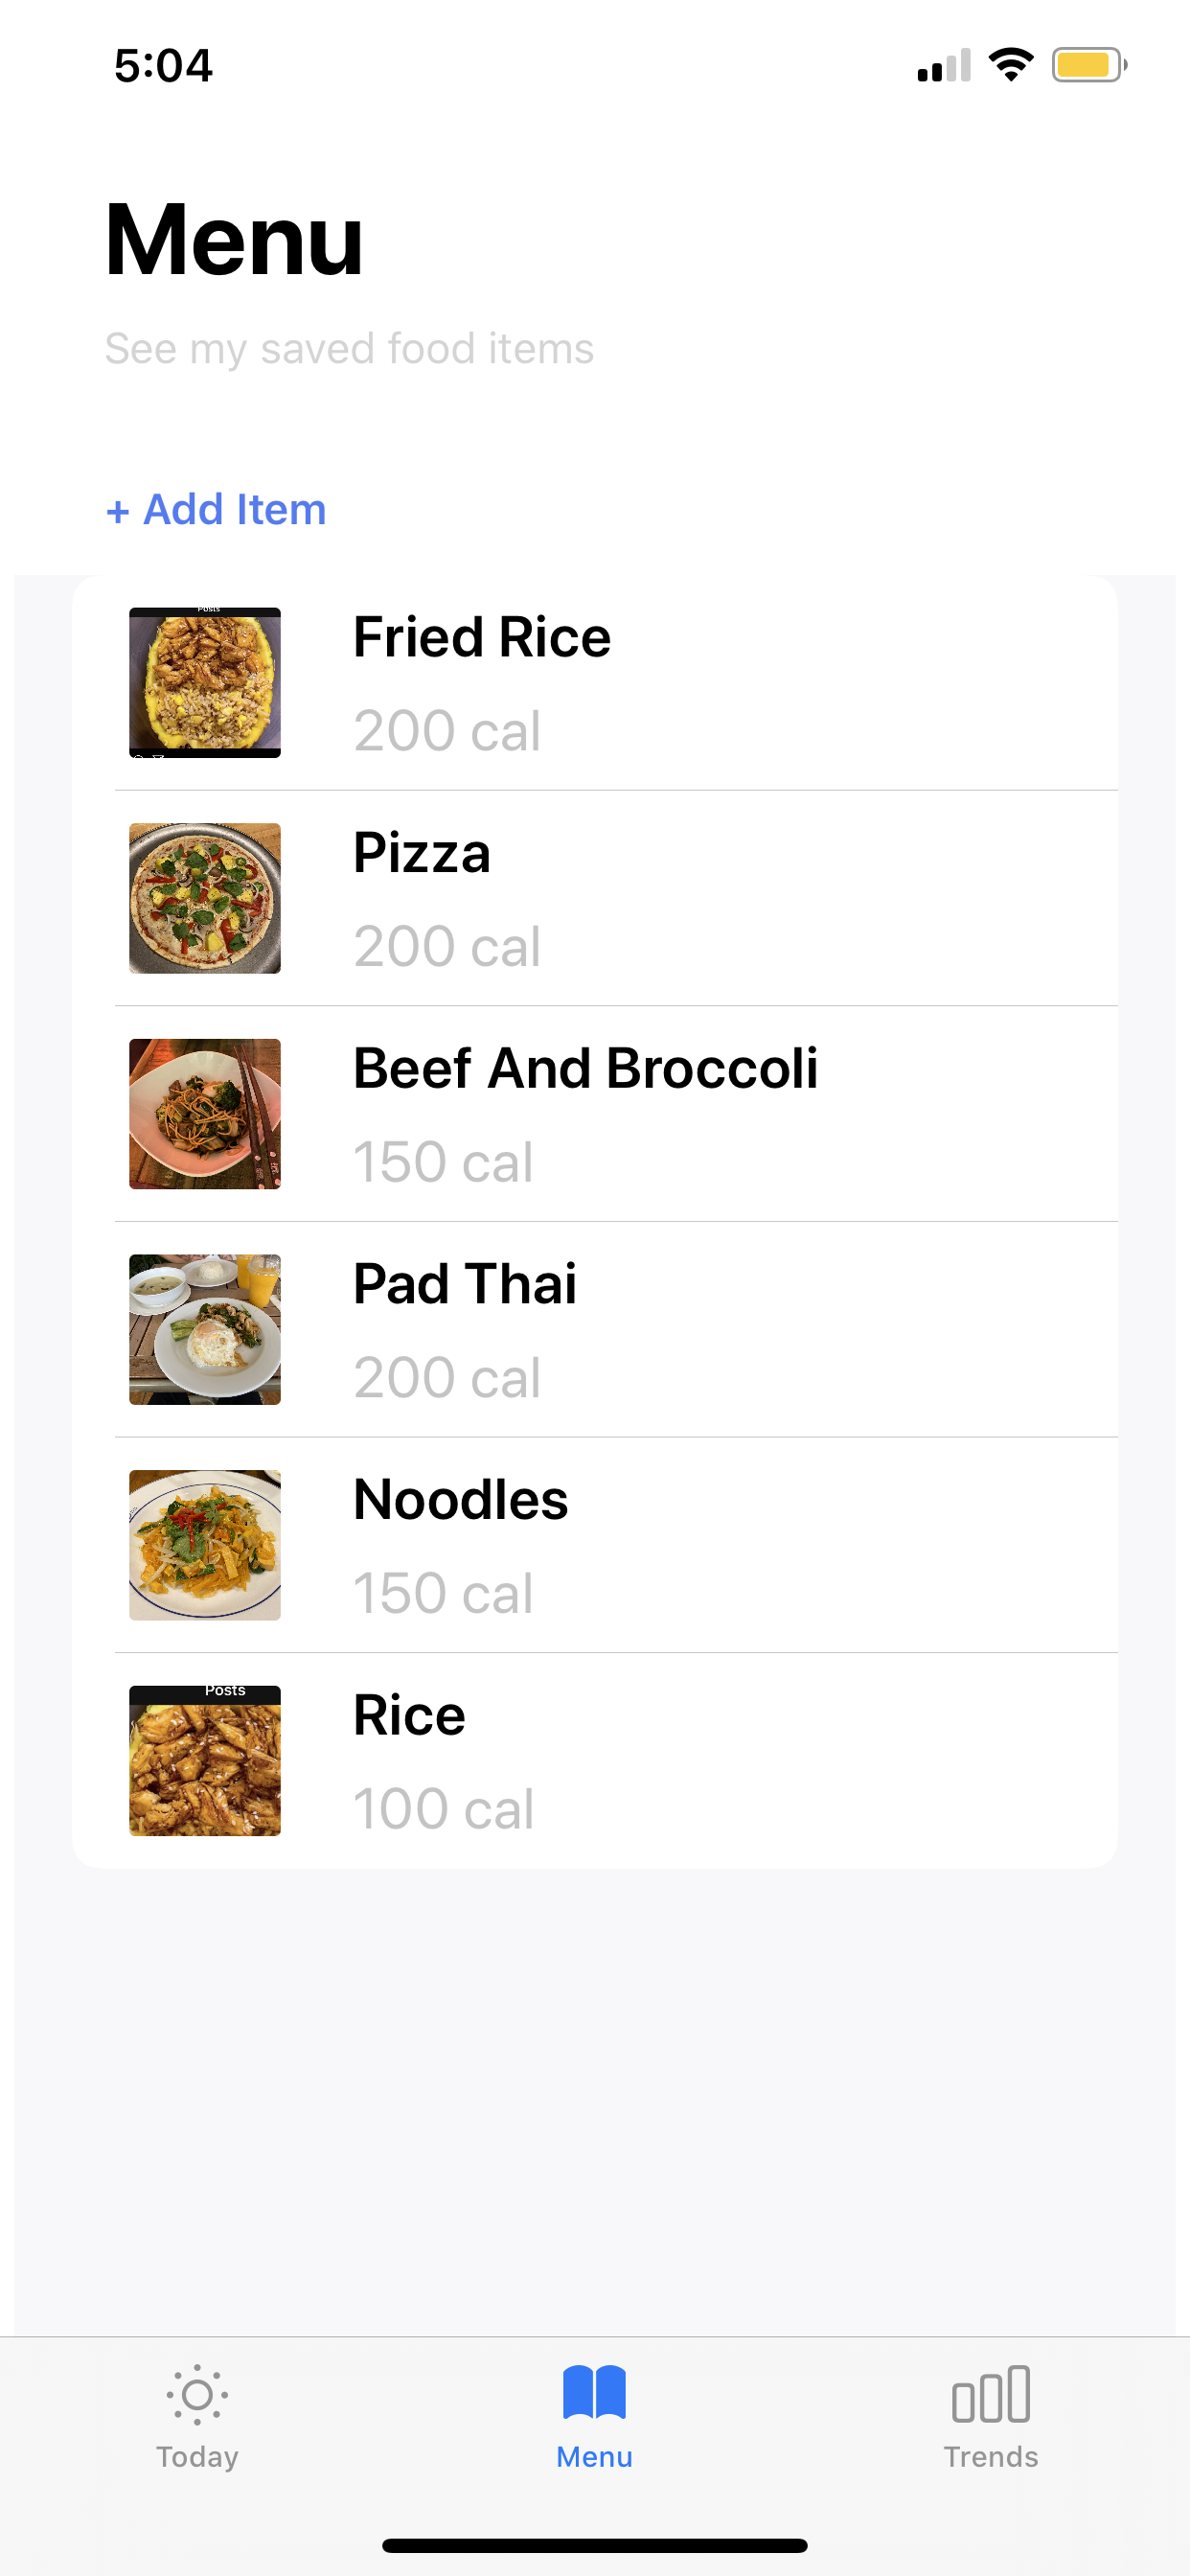 5:04
Menu
See my saved food items
+ Add Item
Posts
Fried Rice
200 cal
Pizza
200 cal
Beef And Broccoli
150 cal
Pad Thai
200 cal
Noodles
150 cal
Posts
Rice
100 cal
Today
Menu
Trends